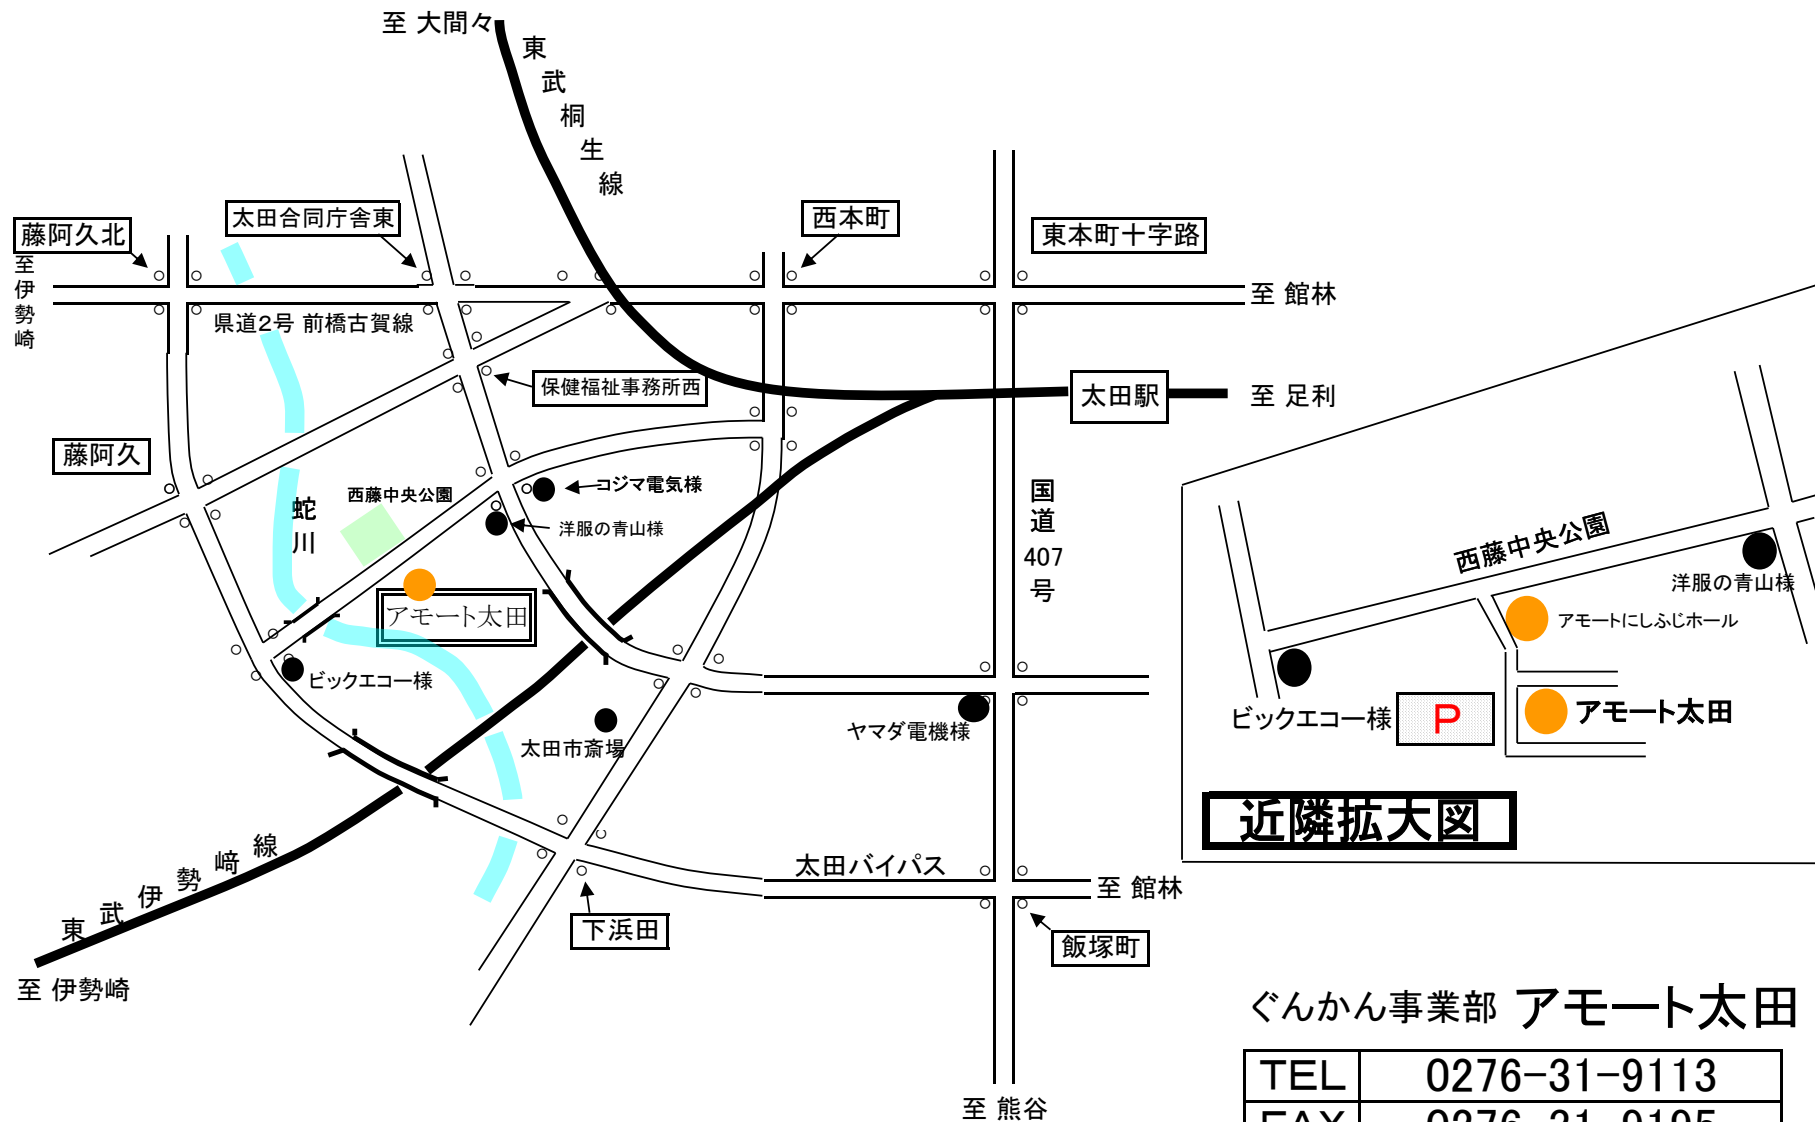 至 大間々
東武桐生線
藤阿久北
太田合同庁舎東
西本町
東本町十字路
至伊勢崎
至 館林
県道2号 前橋古賀線
保健福祉事務所西
太田駅
至 足利
藤阿久
西藤中央公園
コジマ電気様
洋服の青山様
蛇川
国道407号
アモート太田
ビックエコー様
太田市斎場
ヤマダ電機様
西藤中央公園
洋服の青山様
アモートにしふじホール
ビックエコー様
P
アモート太田
近隣拡大図
東武伊勢﨑線
太田バイパス
至 館林
下浜田
飯塚町
至 伊勢崎
至 熊谷
ぐんかん事業部 アモート太田
TEL 0276-31-9113
FAX 0276-31-9195